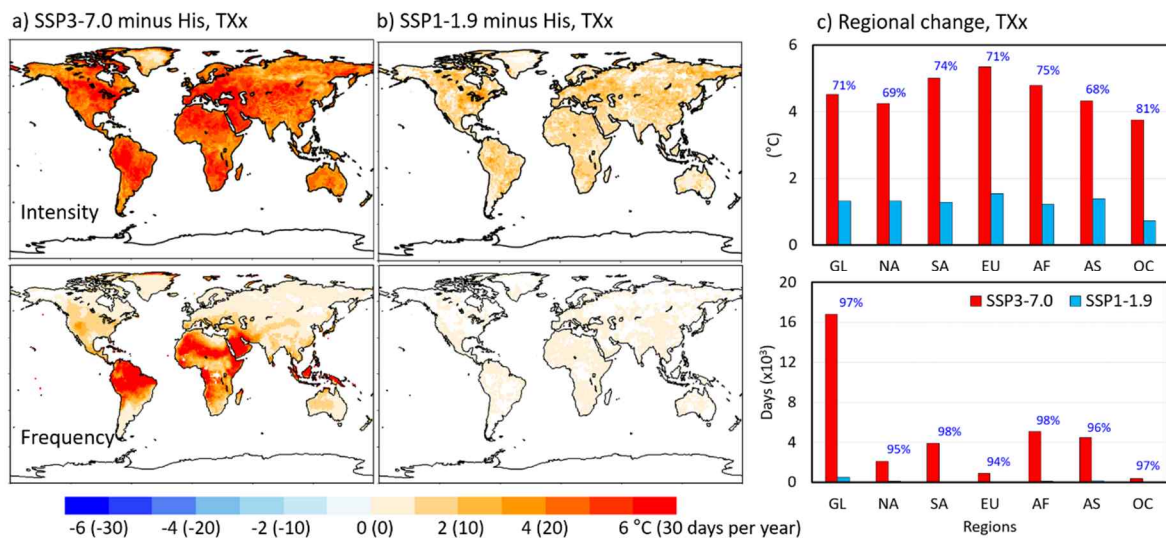 a) SSP3-7.0 minus His, TXx
b) SSP1-1.9 minus His, TXx
c) Regional change, TXx
Intensity
Frequency
-6 (-30) -4 (-20) -2 (-10) 0 (0) 2 (10) 4 (20) 6 °C (30 days per year)
6
4
2
0
(°C)
71%
69%
74%
71%
75%
68%
81%
GL NA SA EU AF AS OC
20
16
12
8
4
0
Days (x10³)
SSP3-7.0 SSP1-1.9
97%
95%
98%
94%
98%
96%
97%
GL NA SA EU AF AS OC
Regions